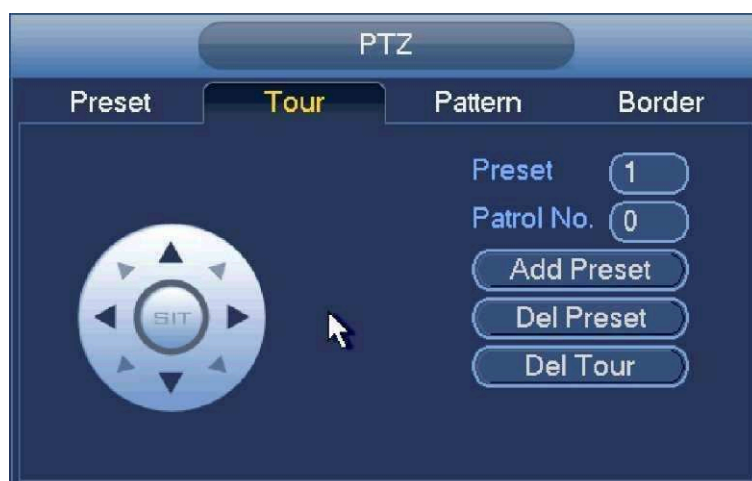 PTZ
Preset Tour Pattern Border
Preset 1
Patrol No. 0
Add Preset
SIT
Del Preset
Del Tour